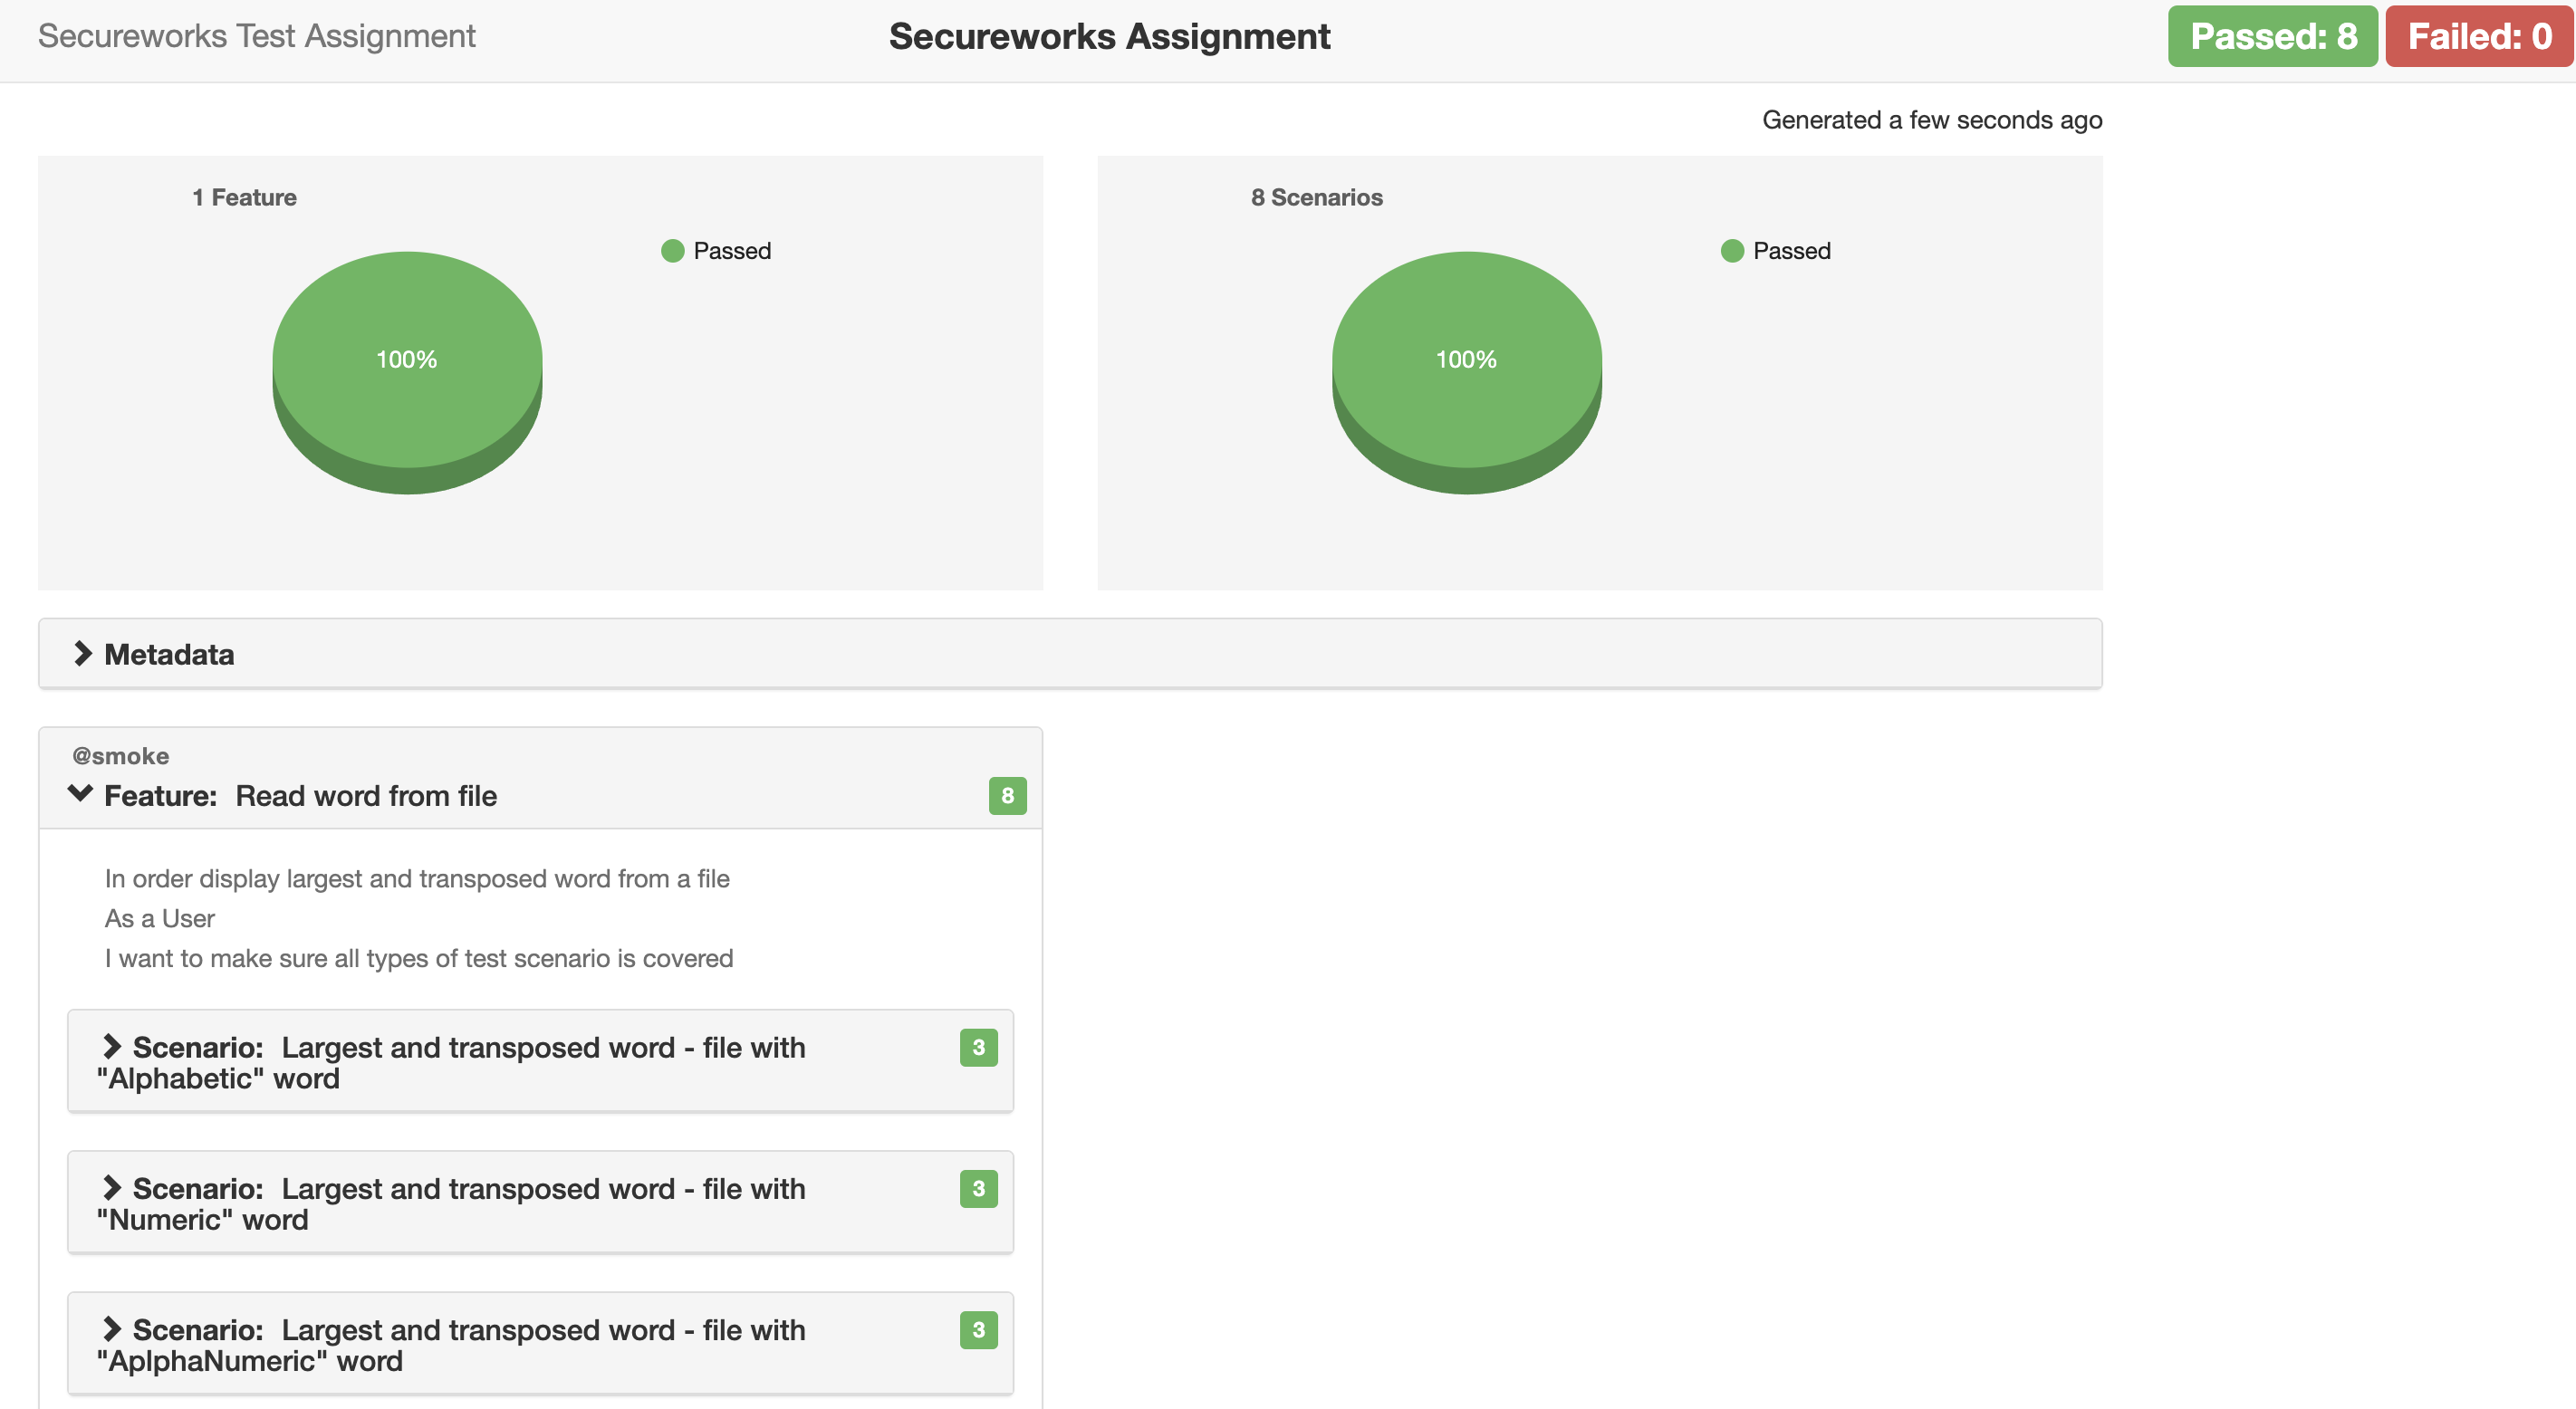 Secureworks Test Assignment
Secureworks Assignment
Passed: 8
Failed: 0
Generated a few seconds ago
1 Feature
Passed
100%
8 Scenarios
Passed
100%
Metadata
@smoke
Feature: Read word from file
8
In order display largest and transposed word from a file
As a User
I want to make sure all types of test scenario is covered
Scenario: Largest and transposed word - file with
"Alphabetic" word
3
Scenario: Largest and transposed word - file with
"Numeric" word
3
Scenario: Largest and transposed word - file with
"AplphaNumeric" word
3